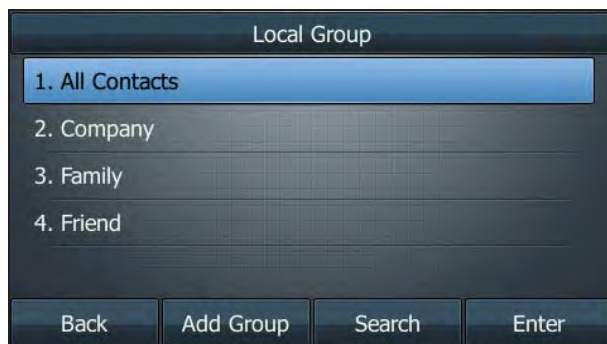 Local Group
1. All Contacts
2. Company
3. Family
4. Friend
Back Add Group Search Enter